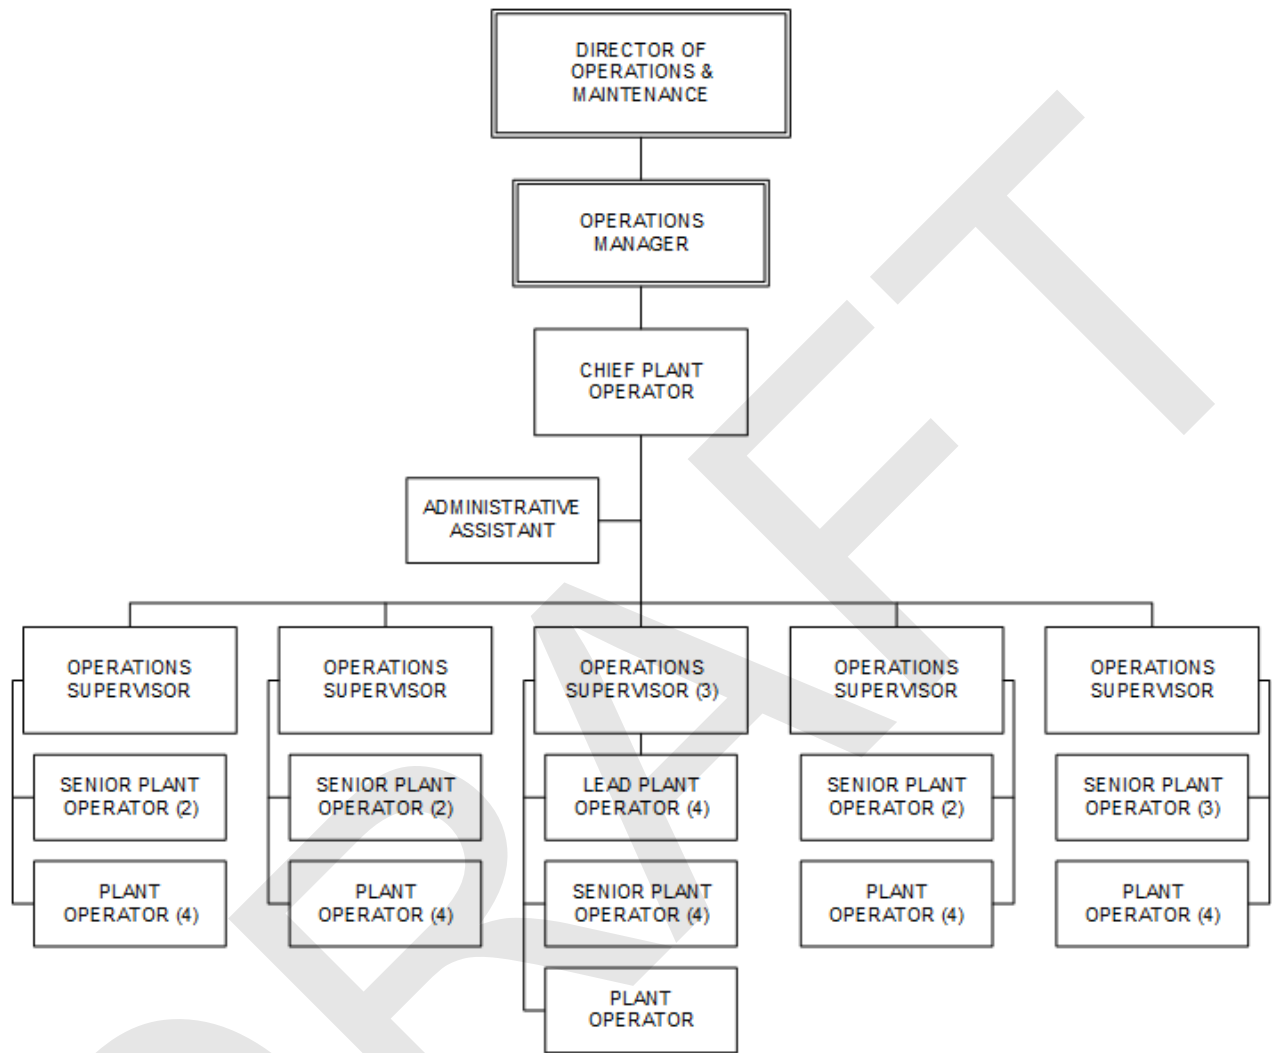 DIRECTOR OF
OPERATIONS &
MAINTENANCE
OPERATIONS
MANAGER
CHIEF PLANT
OPERATOR
ADMINISTRATIVE
ASSISTANT
OPERATIONS
SUPERVISOR
SENIOR PLANT
OPERATOR (2)
PLANT
OPERATOR (4)
OPERATIONS
SUPERVISOR
SENIOR PLANT
OPERATOR (2)
PLANT
OPERATOR (4)
OPERATIONS
SUPERVISOR (3)
LEAD PLANT
OPERATOR (4)
SENIOR PLANT
OPERATOR (4)
PLANT
OPERATOR
OPERATIONS
SUPERVISOR
SENIOR PLANT
OPERATOR (2)
PLANT
OPERATOR (4)
OPERATIONS
SUPERVISOR
SENIOR PLANT
OPERATOR (3)
PLANT
OPERATOR (4)
DRAFT